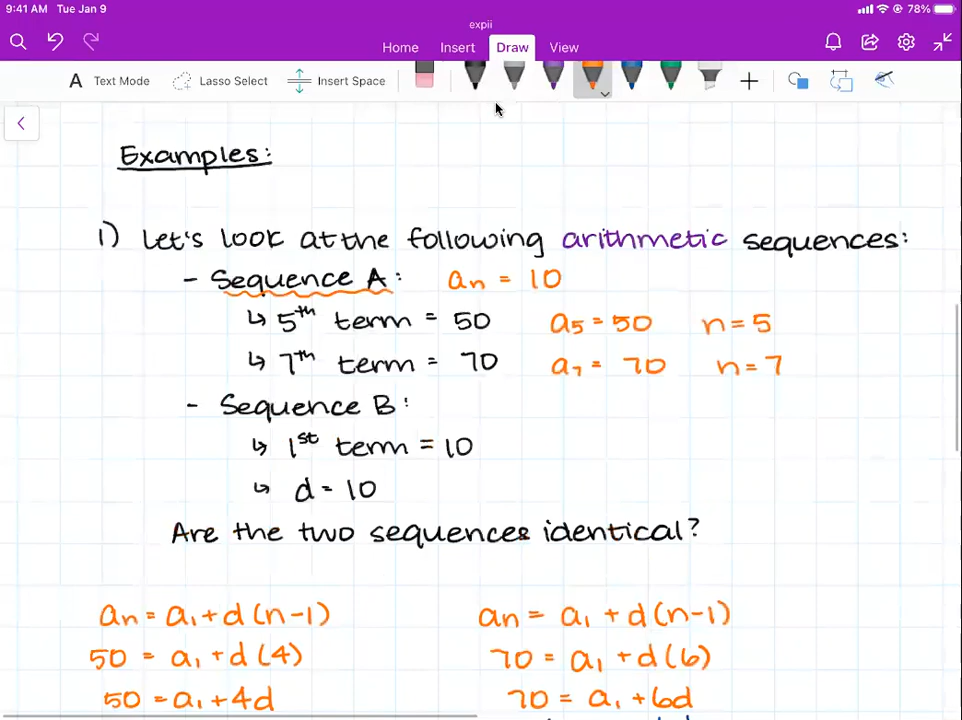 9:41 AM Tue Jan 9
78%
expii
Home Insert Draw View
Text Mode Lasso Select Insert Space
Examples:
1) Let's look at the following arithmetic sequences:
- Sequence A: an = 10
↳ 5th term = 50 a5 = 50 n = 5
↳ 7th term = 70 a7 = 70 n = 7
- Sequence B:
↳ 1st term = 10
↳ d = 10
Are the two sequences identical?
an = a1 + d (n-1) an = a1 + d (n-1)
50 = a1 + d (4) 70 = a1 + d (6)
50 = a1 + 4d 70 = a1 + 6d